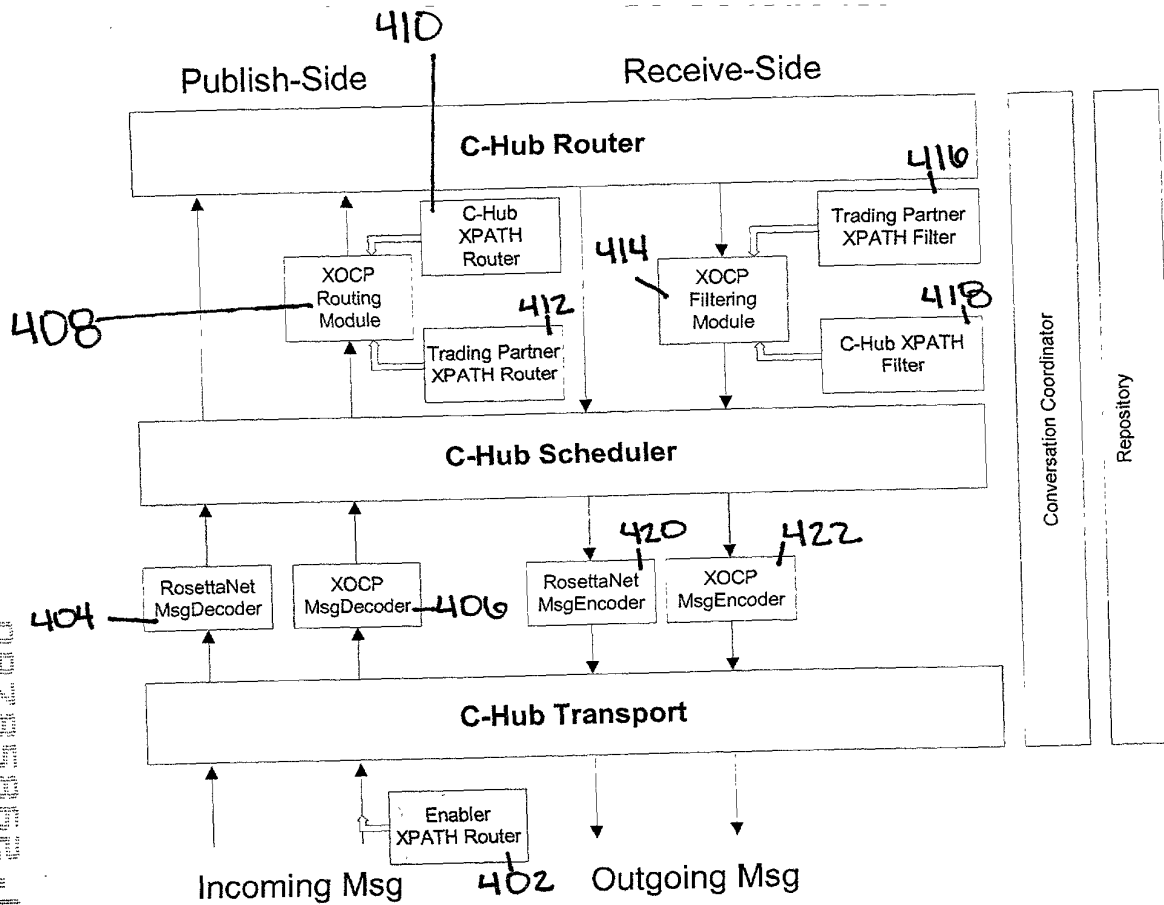 410
Publish-Side
Receive-Side
C-Hub Router
416
C-Hub
XPATH
Router
Trading Partner
XPATH Filter
414
XOCP
Routing
Module
XOCP
Filtering
Module
408
412
418
Trading Partner
XPATH Router
C-Hub XPATH
Filter
Conversation Coordinator
Repository
C-Hub Scheduler
420
422
RosettaNet
MsgDecoder
XOCP
MsgDecoder
RosettaNet
MsgEncoder
XOCP
MsgEncoder
404
406
C-Hub Transport
Enabler
XPATH Router
Incoming Msg
402
Outgoing Msg